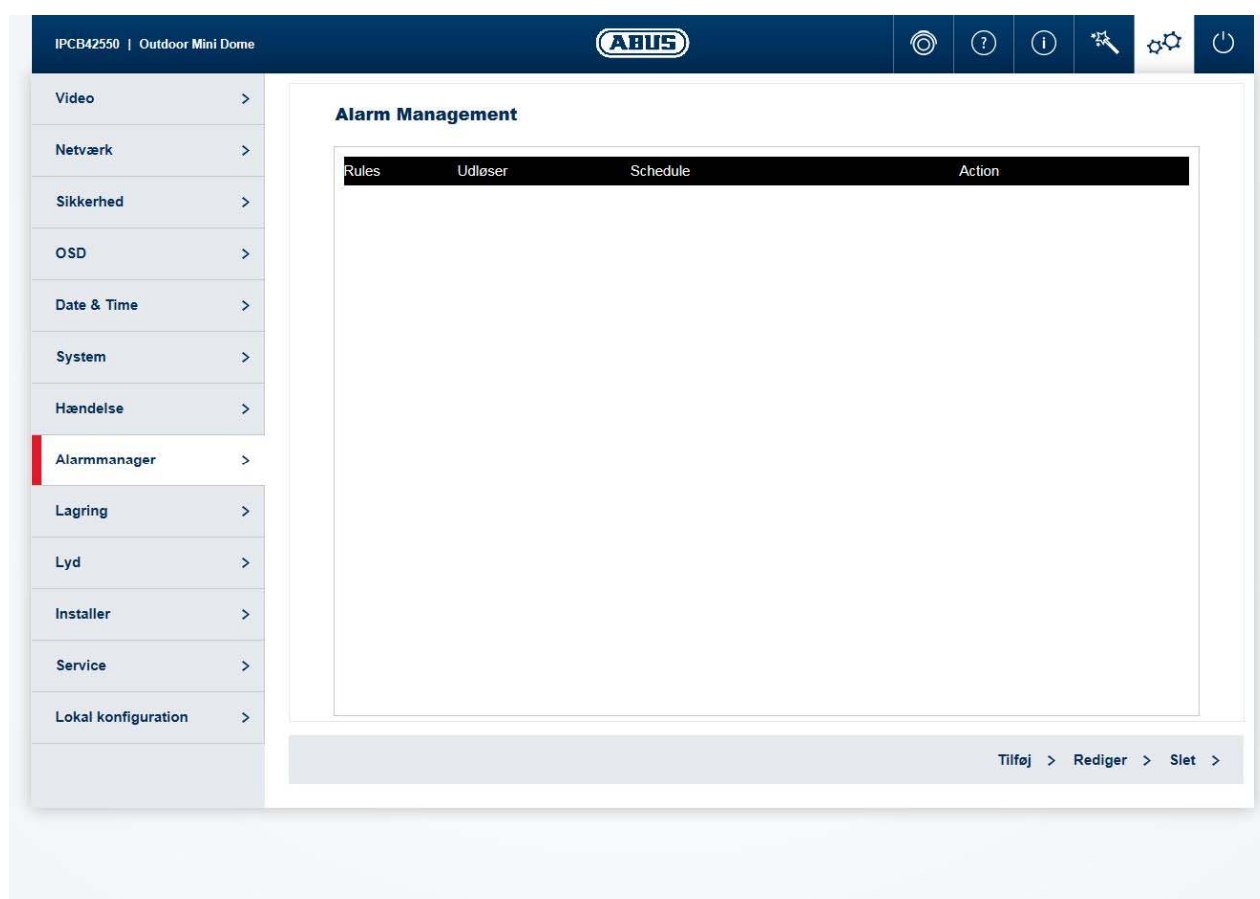 IPCB42550 | Outdoor Mini Dome
ABUS
Video
Netværk
Sikkerhed
OSD
Date & Time
System
Hændelse
Alarmmanager
Lagring
Lyd
Installer
Service
Lokal konfiguration
Alarm Management
Rules Udløser Schedule Action
Tilføj > Rediger > Slet >